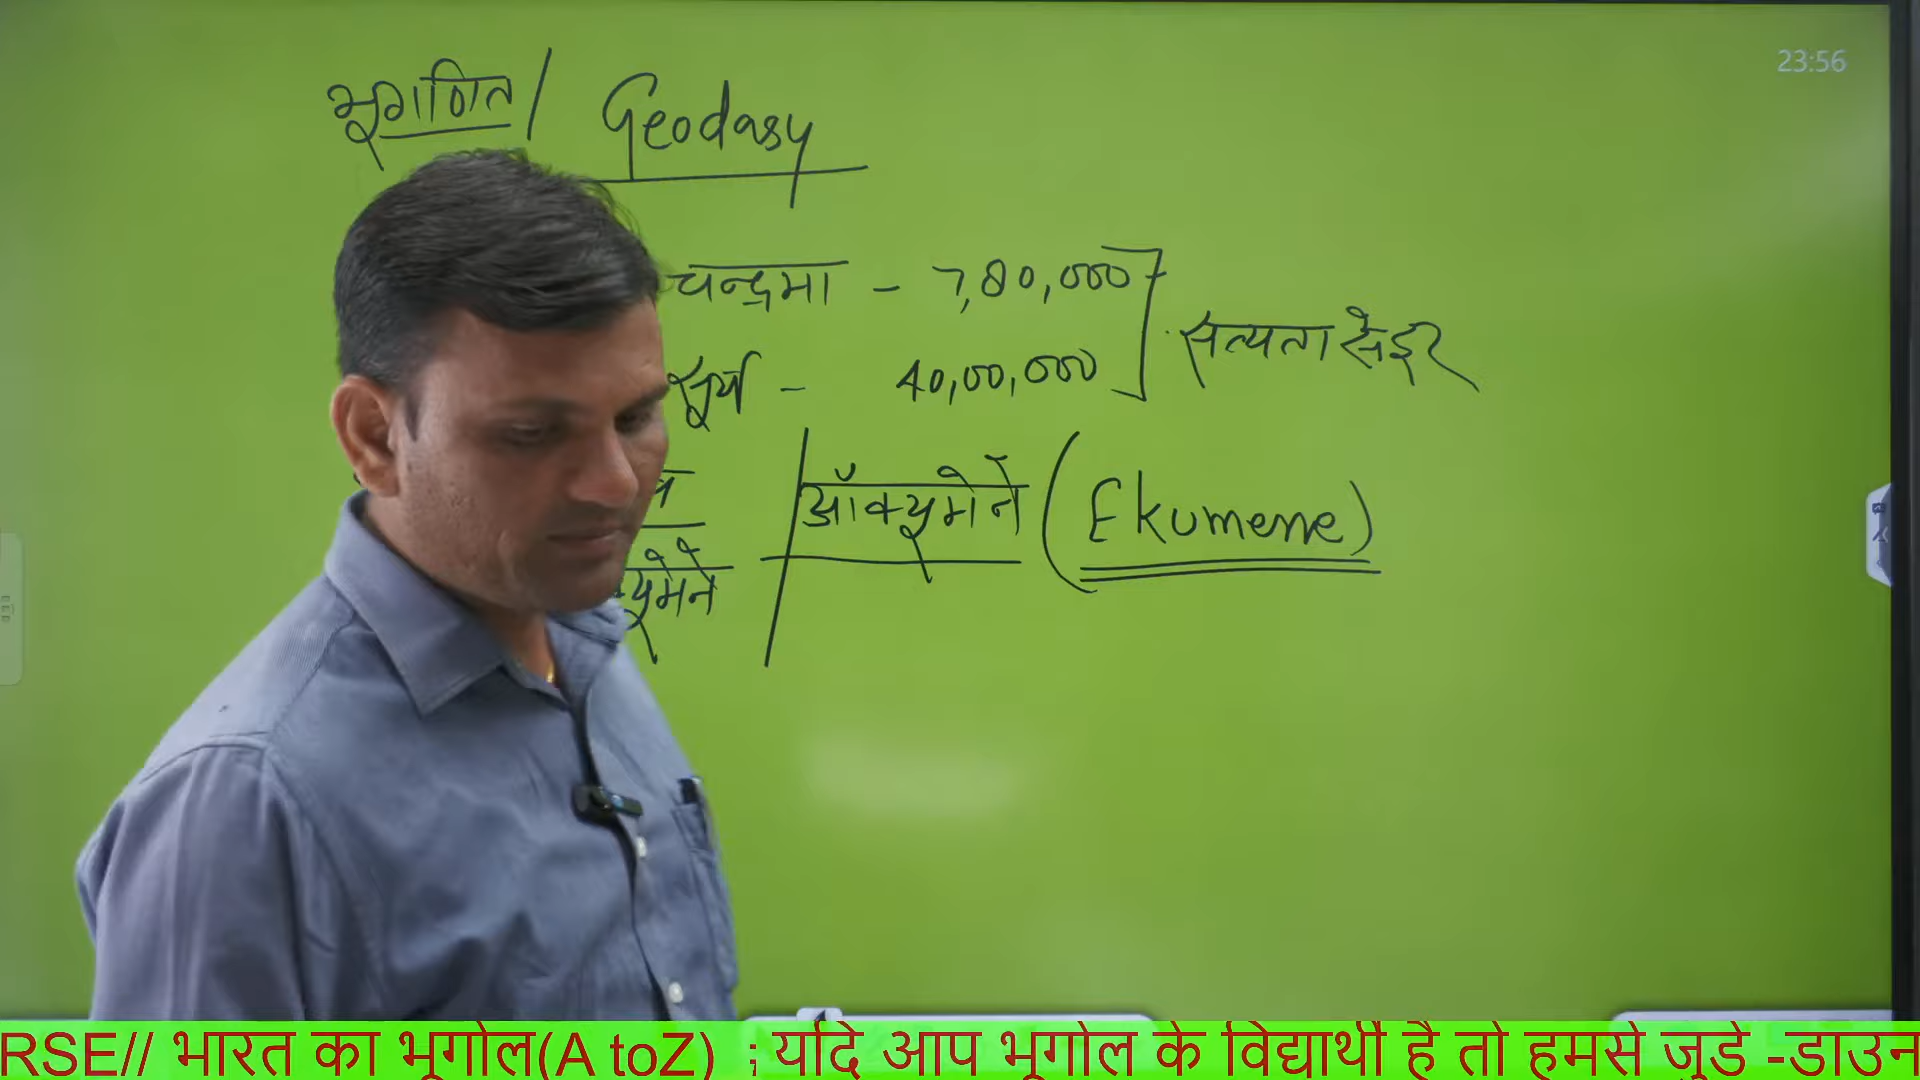 23:56
भूगणित / Geodasy
चन्द्रमा - 7,80,000
सत्यता से दूर
सूर्य - 40,00,000
ऑक्यूमेने (Ekumene)
RSE// भारत का भूगोल(A toZ) ; यदि आप भूगोल के विद्यार्थी है तो हमसे जुडे -डाउन